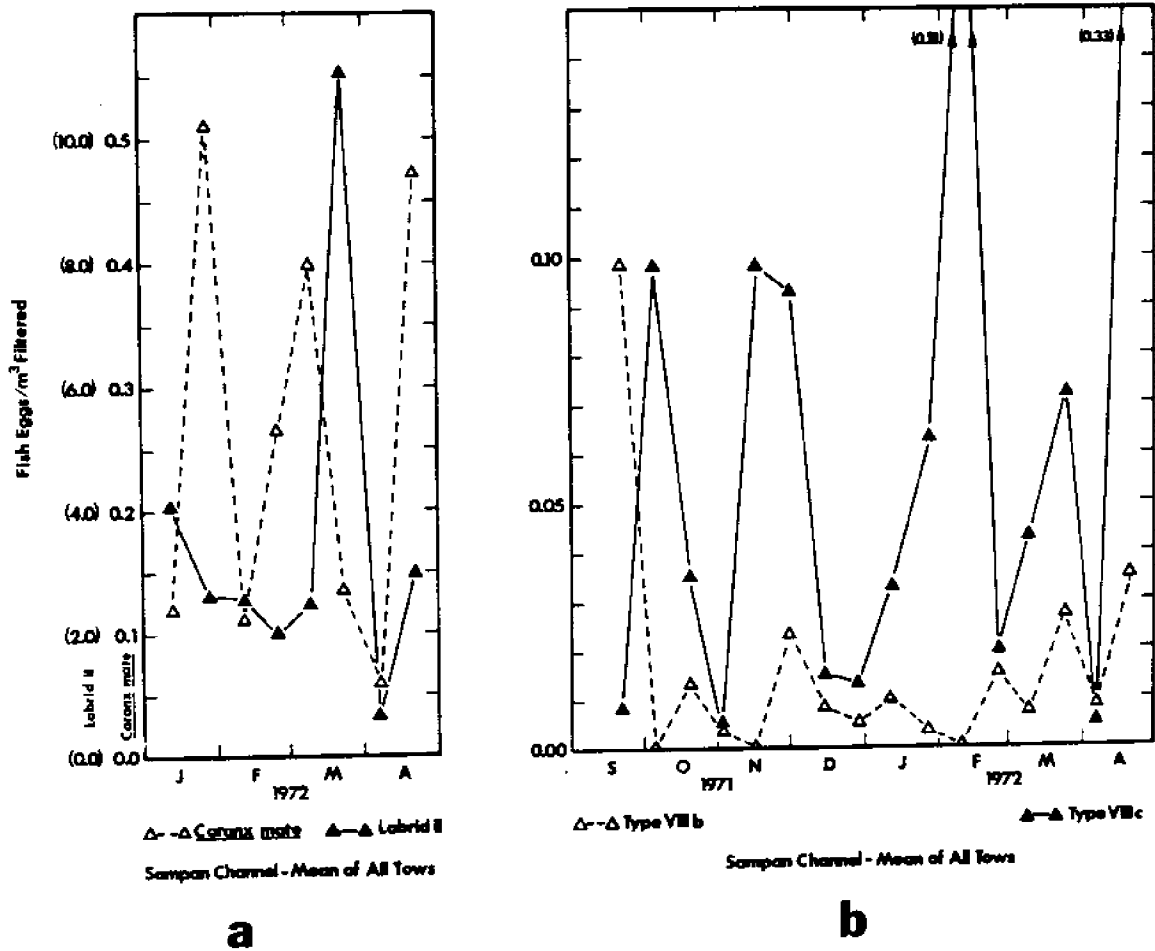 Fish Eggs/m³ Filtered
(10.0) 0.5
(8.0) 0.4
(6.0) 0.3
(4.0) 0.2
(2.0) 0.1
(0.0) 0.0
Labrid II
Caranx mate
J F M A
1972
△--△ Caranx mate ▲—▲ Labrid II
Sampan Channel - Mean of All Tows
a
(0.33)
0.10
0.05
0.00
S O N D J F M A
1971 1972
△--△ Type VIII b ▲—▲ Type VIII c
Sampan Channel - Mean of All Tows
b